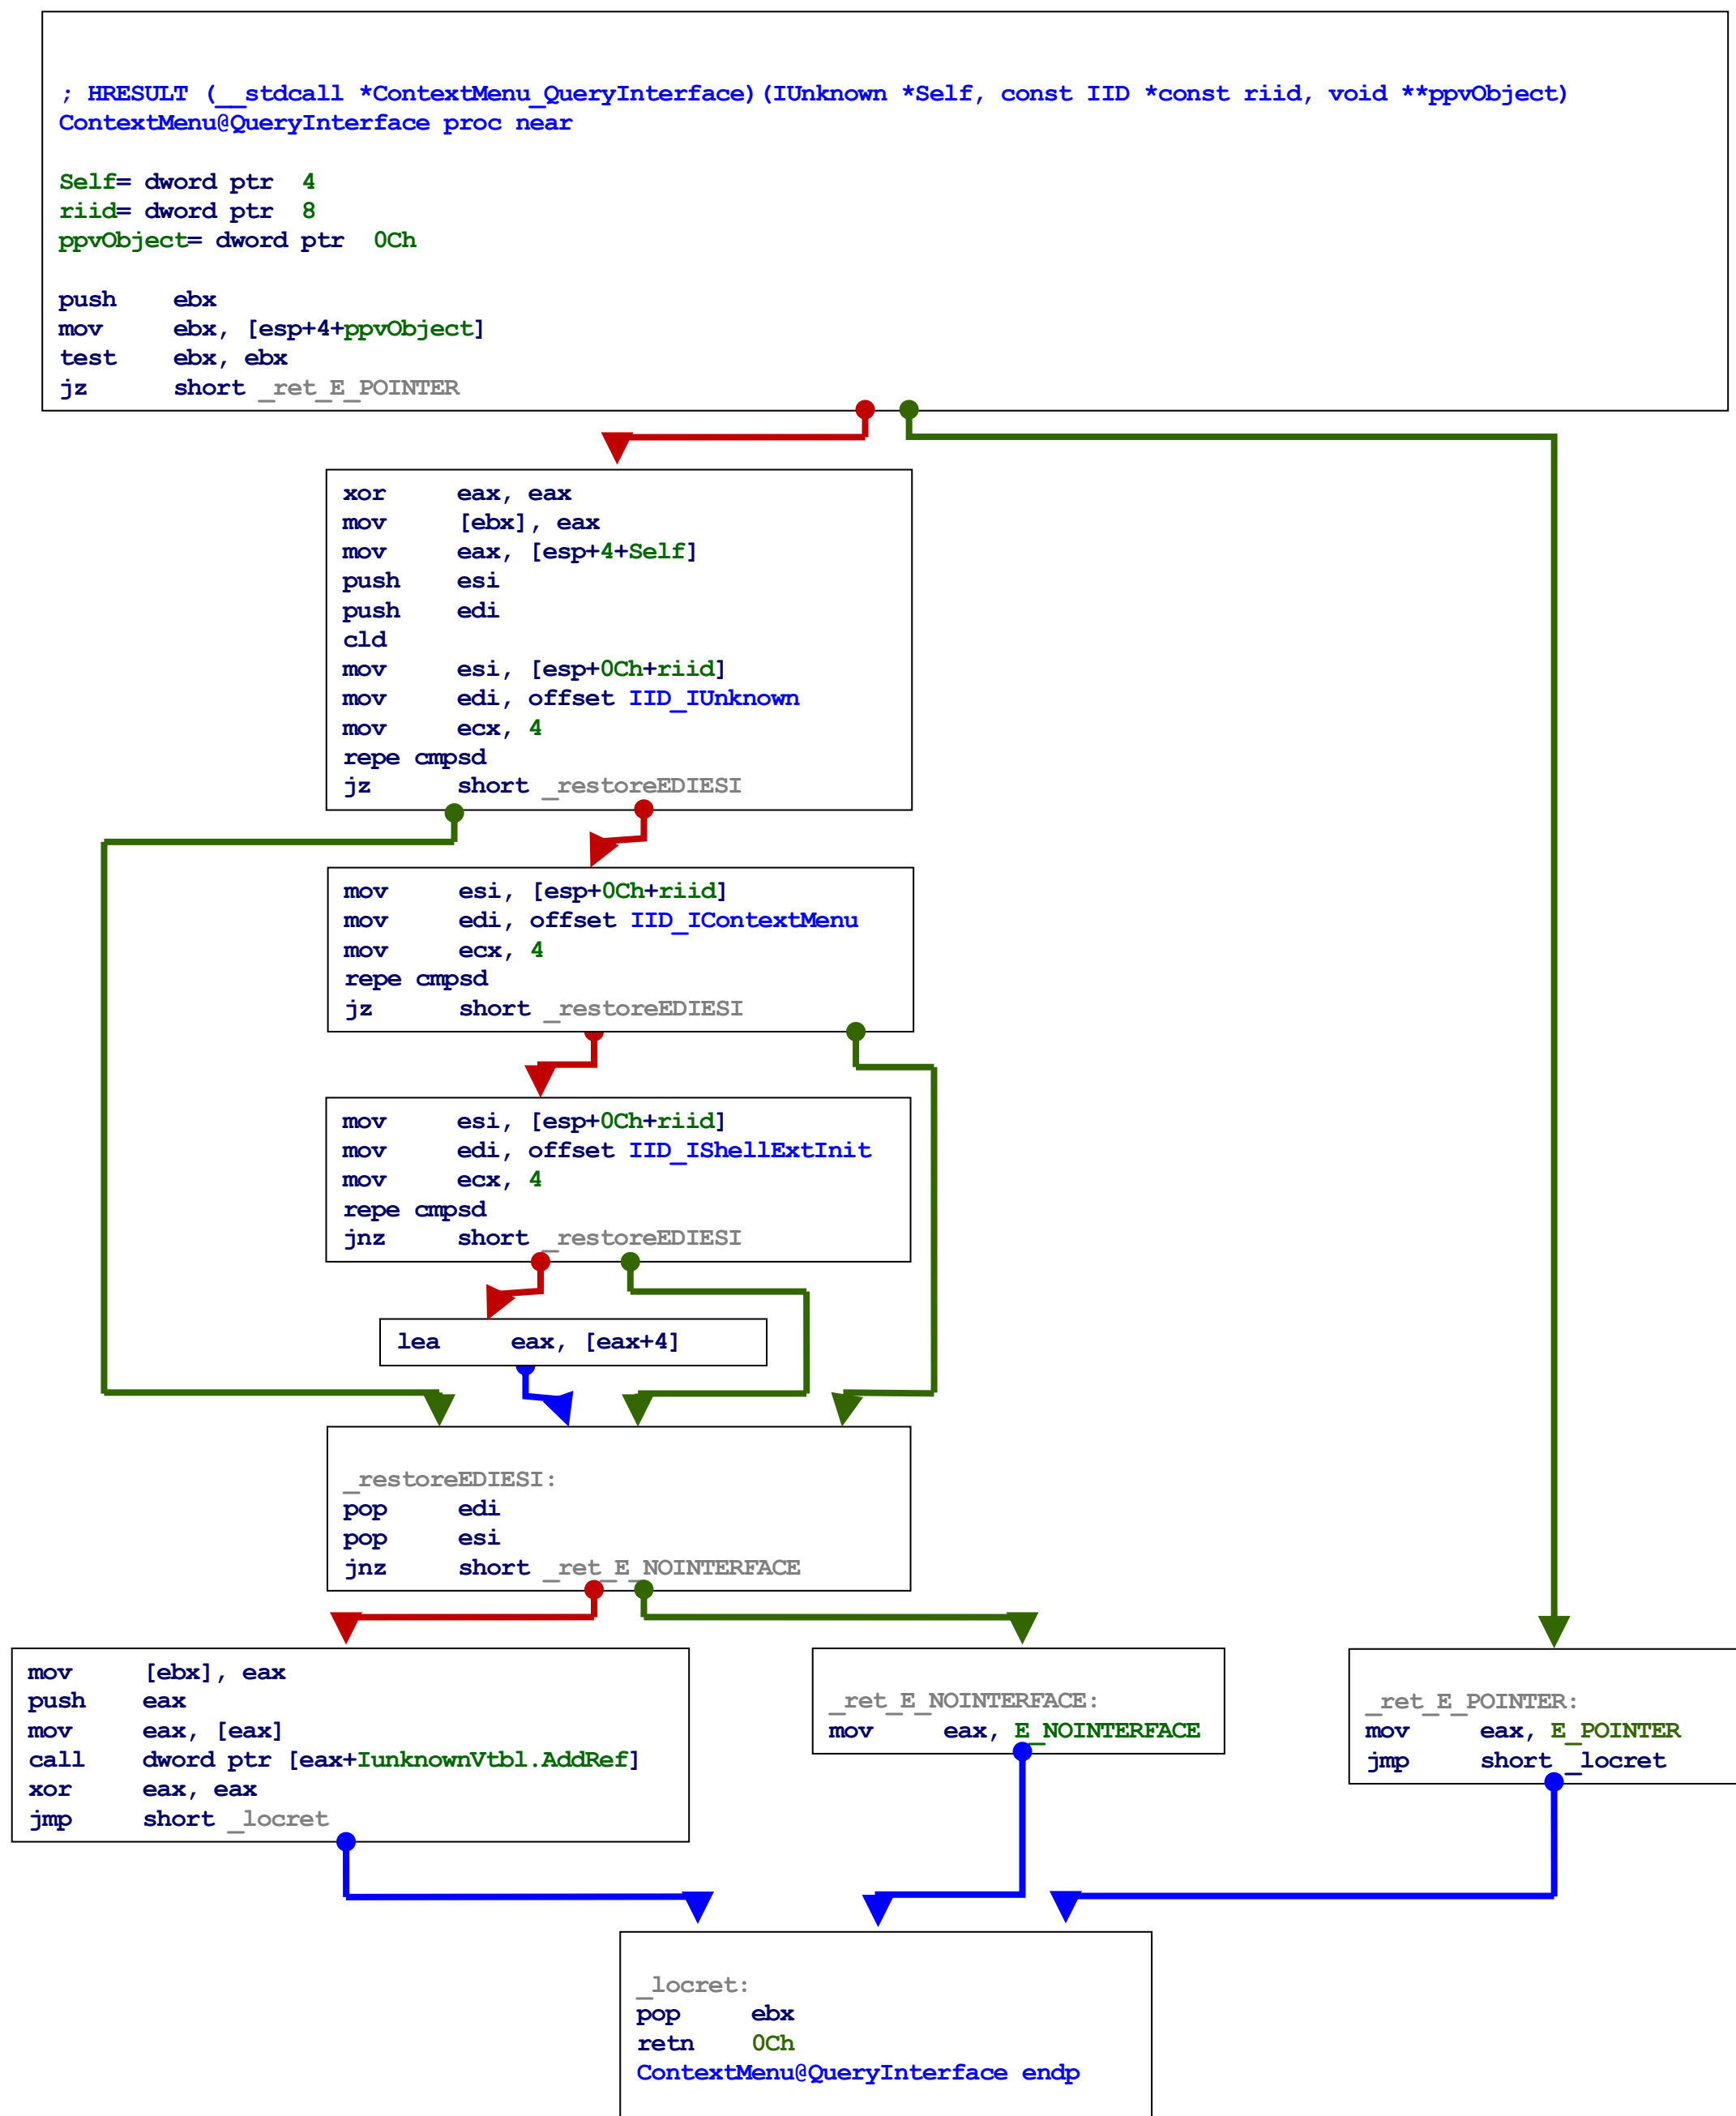 ; HRESULT (__stdcall *ContextMenu_QueryInterface)(IUnknown *Self, const IID *const riid, void **ppvObject)
ContextMenu@QueryInterface proc near
Self= dword ptr  4
riid= dword ptr  8
ppvObject= dword ptr  0Ch
push    ebx
mov     ebx, [esp+4+ppvObject]
test    ebx, ebx
jz      short _ret_E_POINTER
xor     eax, eax
mov     [ebx], eax
mov     eax, [esp+4+Self]
push    esi
push    edi
cld
mov     esi, [esp+0Ch+riid]
mov     edi, offset IID_IUnknown
mov     ecx, 4
repe cmpsd
jz      short _restoreEDIESI
mov     esi, [esp+0Ch+riid]
mov     edi, offset IID_IContextMenu
mov     ecx, 4
repe cmpsd
jz      short _restoreEDIESI
mov     esi, [esp+0Ch+riid]
mov     edi, offset IID_IShellExtInit
mov     ecx, 4
repe cmpsd
jnz     short _restoreEDIESI
lea     eax, [eax+4]
_restoreEDIESI:
pop     edi
pop     esi
jnz     short _ret_E_NOINTERFACE
mov     [ebx], eax
push    eax
mov     eax, [eax]
call    dword ptr [eax+IunknownVtbl.AddRef]
xor     eax, eax
jmp     short _locret
_ret_E_NOINTERFACE:
mov     eax, E_NOINTERFACE
_ret_E_POINTER:
mov     eax, E_POINTER
jmp     short _locret
_locret:
pop     ebx
retn    0Ch
ContextMenu@QueryInterface endp